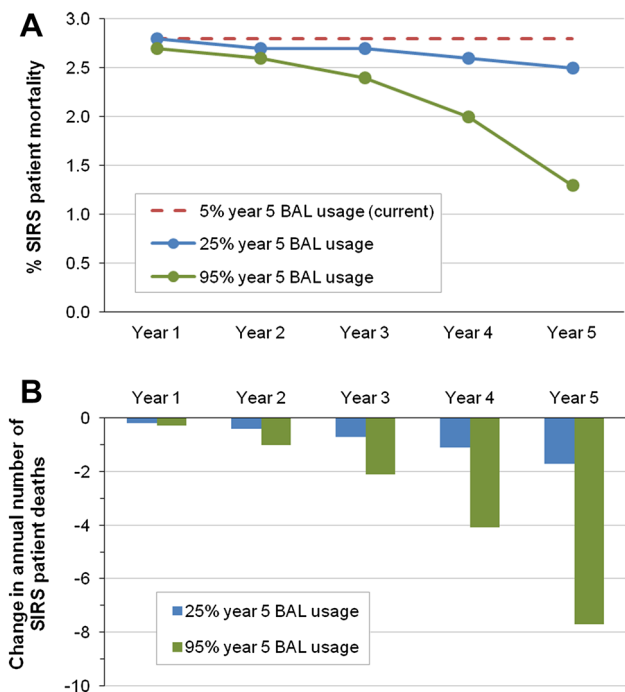 A
% SIRS patient mortality
3.0
2.5
2.0
1.5
1.0
0.5
0.0
5% year 5 BAL usage (current)
25% year 5 BAL usage
95% year 5 BAL usage
Year 1 Year 2 Year 3 Year 4 Year 5
B
Year 1 Year 2 Year 3 Year 4 Year 5
Change in annual number of
SIRS patient deaths
0
-2
-4
-6
-8
-10
25% year 5 BAL usage
95% year 5 BAL usage